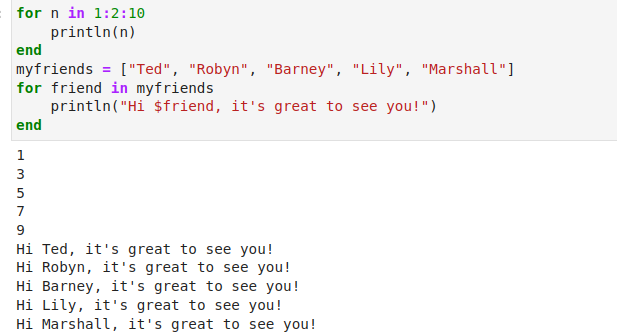 for n in 1:2:10
    println(n)
end
myfriends = ["Ted", "Robyn", "Barney", "Lily", "Marshall"]
for friend in myfriends
    println("Hi $friend, it's great to see you!")
end
1
3
5
7
9
Hi Ted, it's great to see you!
Hi Robyn, it's great to see you!
Hi Barney, it's great to see you!
Hi Lily, it's great to see you!
Hi Marshall, it's great to see you!